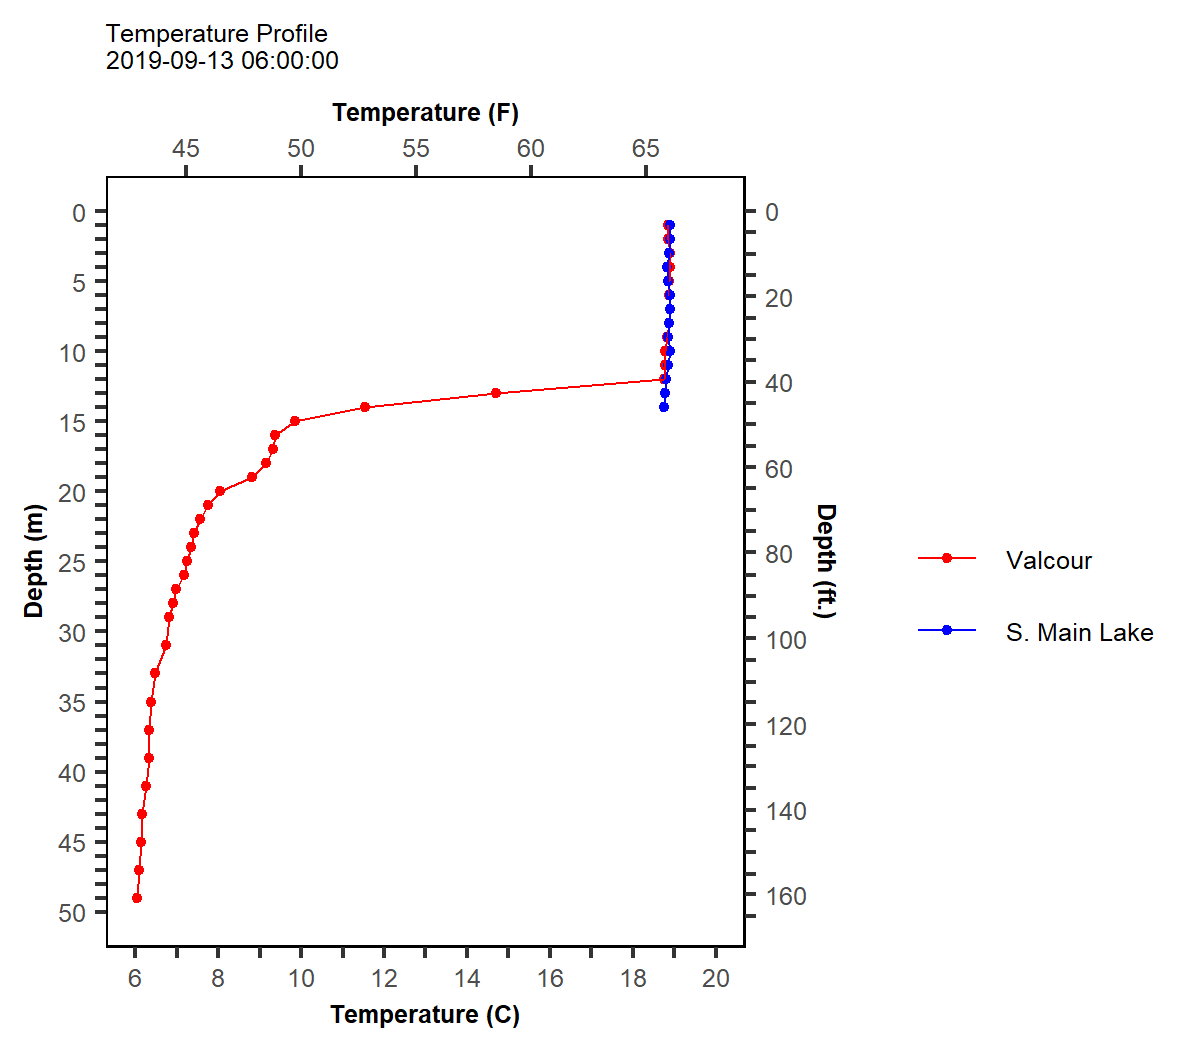 Temperature Profile
2019-09-13 06:00:00
Temperature (F)
45 50 55 60 65
0 0
5
20
10
40
15
60
20
Depth (m) Depth (ft.)
80
25
Valcour
30 100
S. Main Lake
35
120
40
140
45
160
50
6 8 10 12 14 16 18 20
Temperature (C)